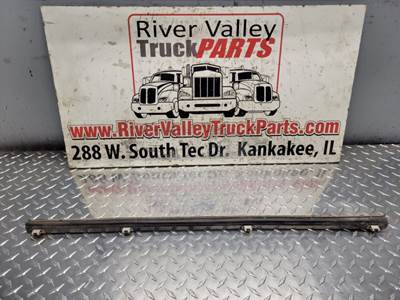 River Valley
TruckPARTS
www.RiverValleyTruckParts.com
288 W. South Tec Dr. Kankakee, IL